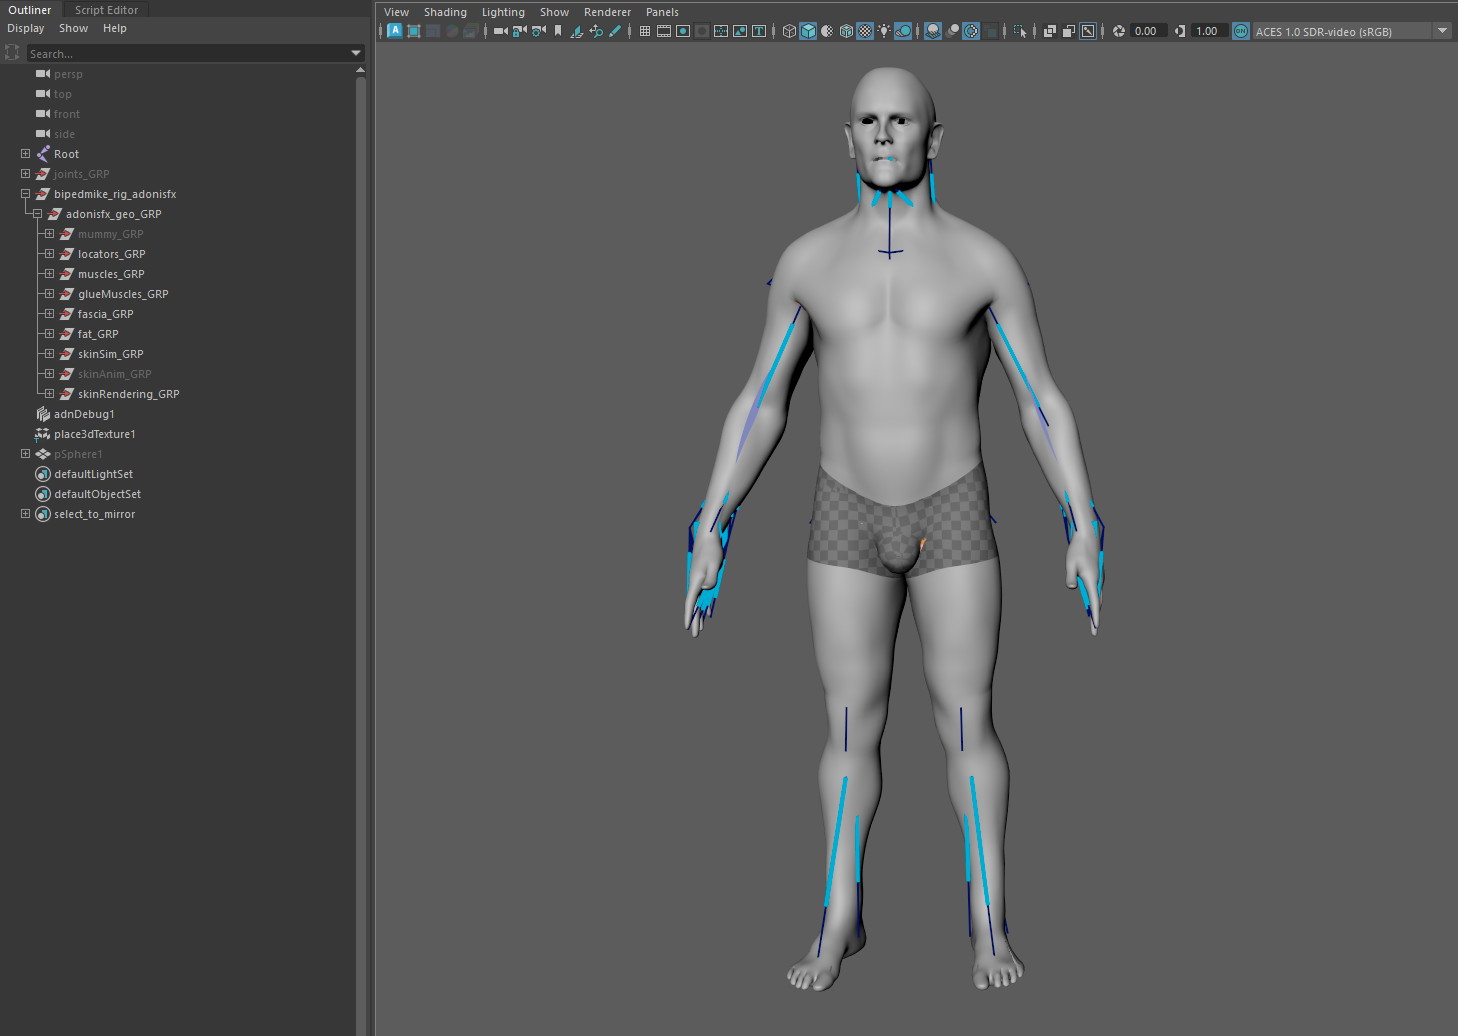 Outliner
Script Editor
Display Show Help
Search...
persp
top
front
side
Root
joints_GRP
bipedmike_rig_adonisfx
adonisfx_geo_GRP
mummy_GRP
locators_GRP
muscles_GRP
glueMuscles_GRP
fascia_GRP
fat_GRP
skinSim_GRP
skinAnim_GRP
skinRendering_GRP
adnDebug1
place3dTexture1
pSphere1
defaultLightSet
defaultObjectSet
select_to_mirror
View Shading Lighting Show Renderer Panels
A T 0.00 1.00 ON ACES 1.0 SDR-video (sRGB)